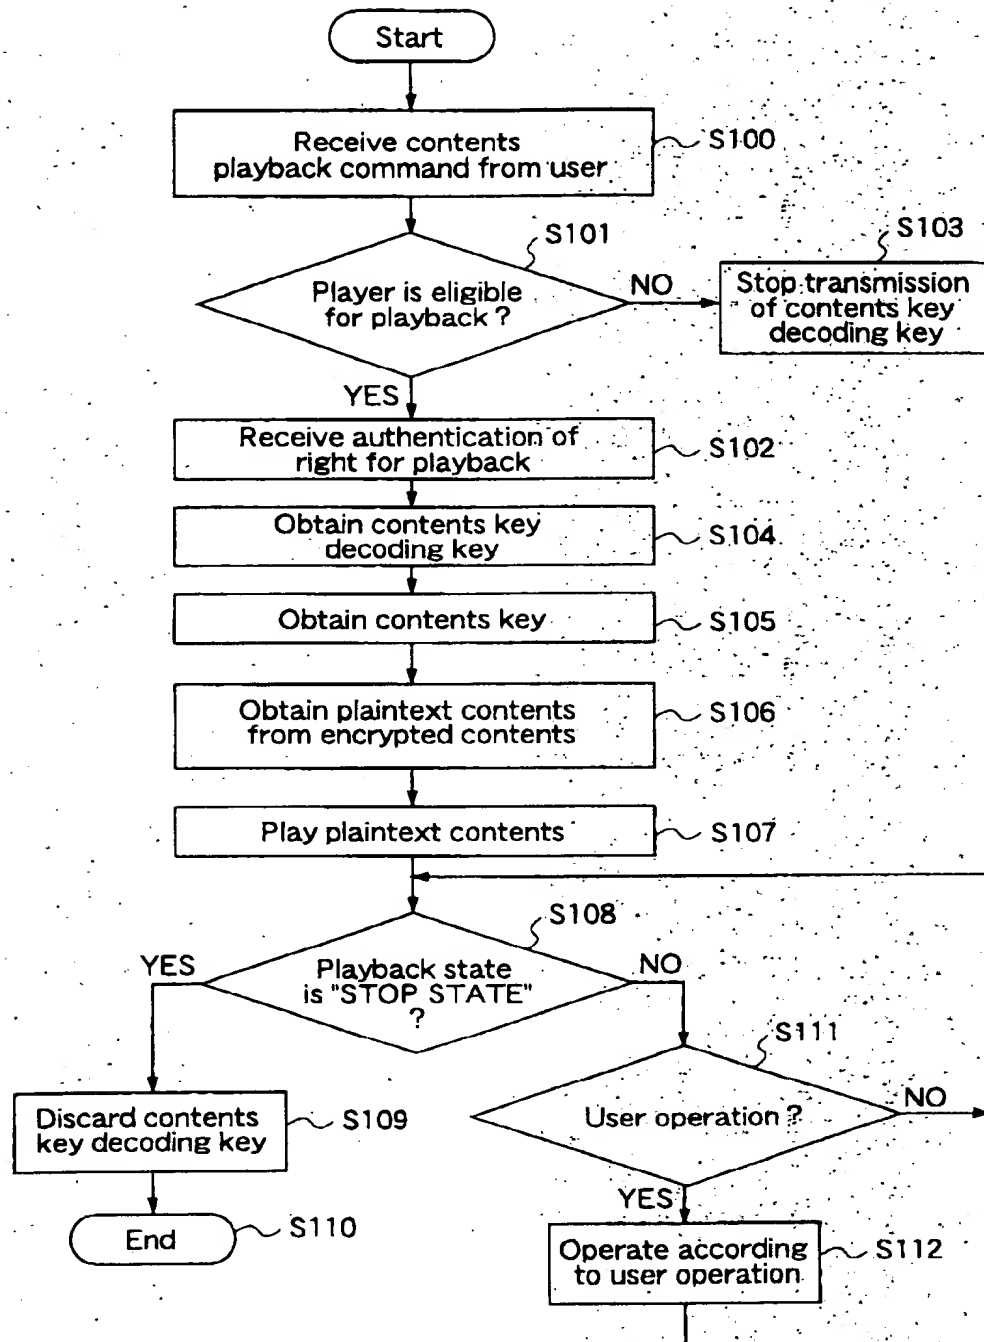 Start
Receive contents
playback command from user
S100
S101
Player is eligible
for playback ?
NO
S103
Stop transmission
of contents key
decoding key
YES
Receive authentication of
right for playback
S102
Obtain contents key
decoding key
S104
Obtain contents key
S105
Obtain plaintext contents
from encrypted contents
S106
Play plaintext contents
S107
S108
YES
Playback state
is "STOP STATE"
?
NO
S111
Discard contents
key decoding key
S109
User operation ?
NO
End
S110
YES
Operate according
to user operation
S112